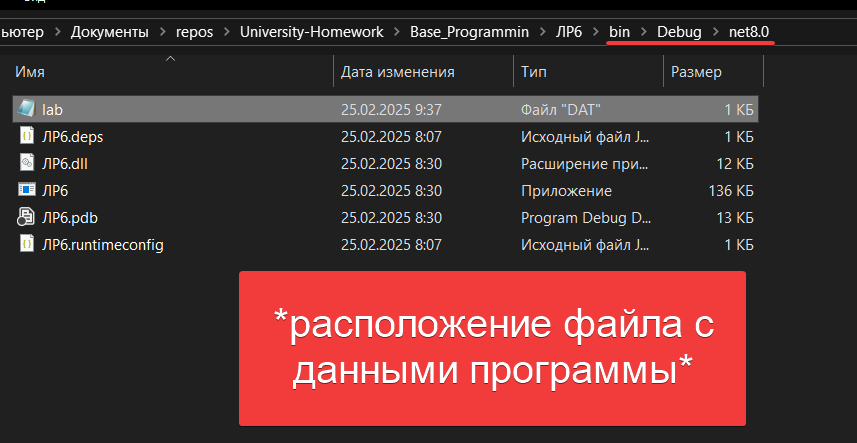 ьютер > Документы > repos > University-Homework > Base_Programmin > ЛР6 > bin > Debug > net8.0
Имя Дата изменения Тип Размер
lab 25.02.2025 9:37 Файл "DAT" 1 КБ
ЛР6.deps 25.02.2025 8:07 Исходный файл J... 1 КБ
ЛР6.dll 25.02.2025 8:30 Расширение при... 12 КБ
ЛР6 25.02.2025 8:30 Приложение 136 КБ
ЛР6.pdb 25.02.2025 8:30 Program Debug D... 13 КБ
ЛР6.runtimeconfig 25.02.2025 8:07 Исходный файл J... 1 КБ
*расположение файла с
данными программы*